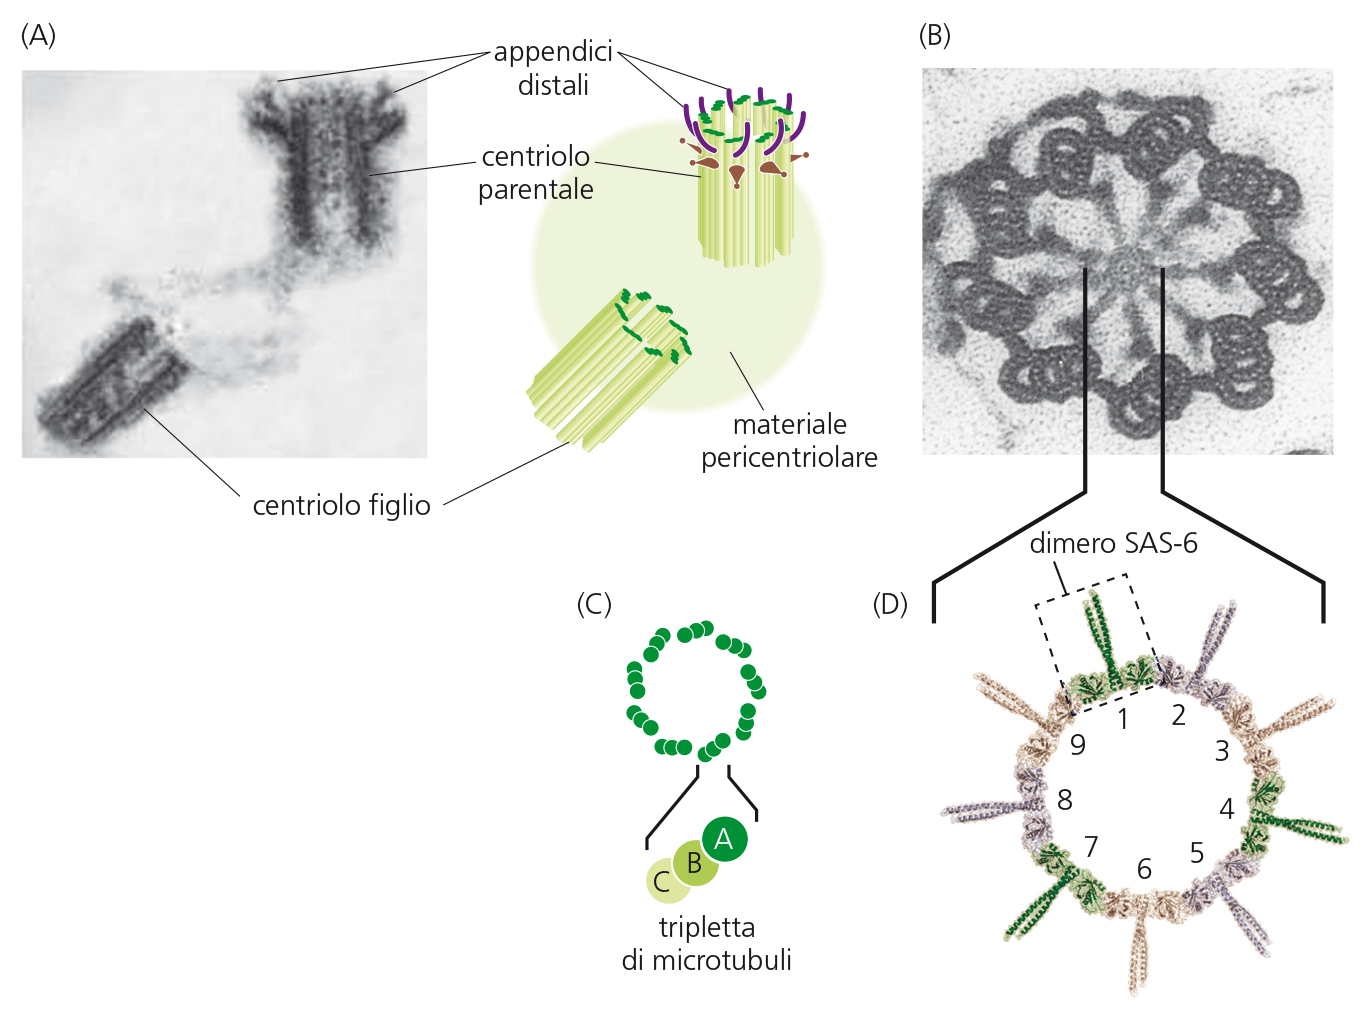 (A)
appendici
distali
centriolo
parentale
materiale
pericentriolare
centriolo figlio
(B)
(C)
A
B
C
tripletta
di microtubuli
(D)
dimero SAS-6
1
2
3
4
5
6
7
8
9